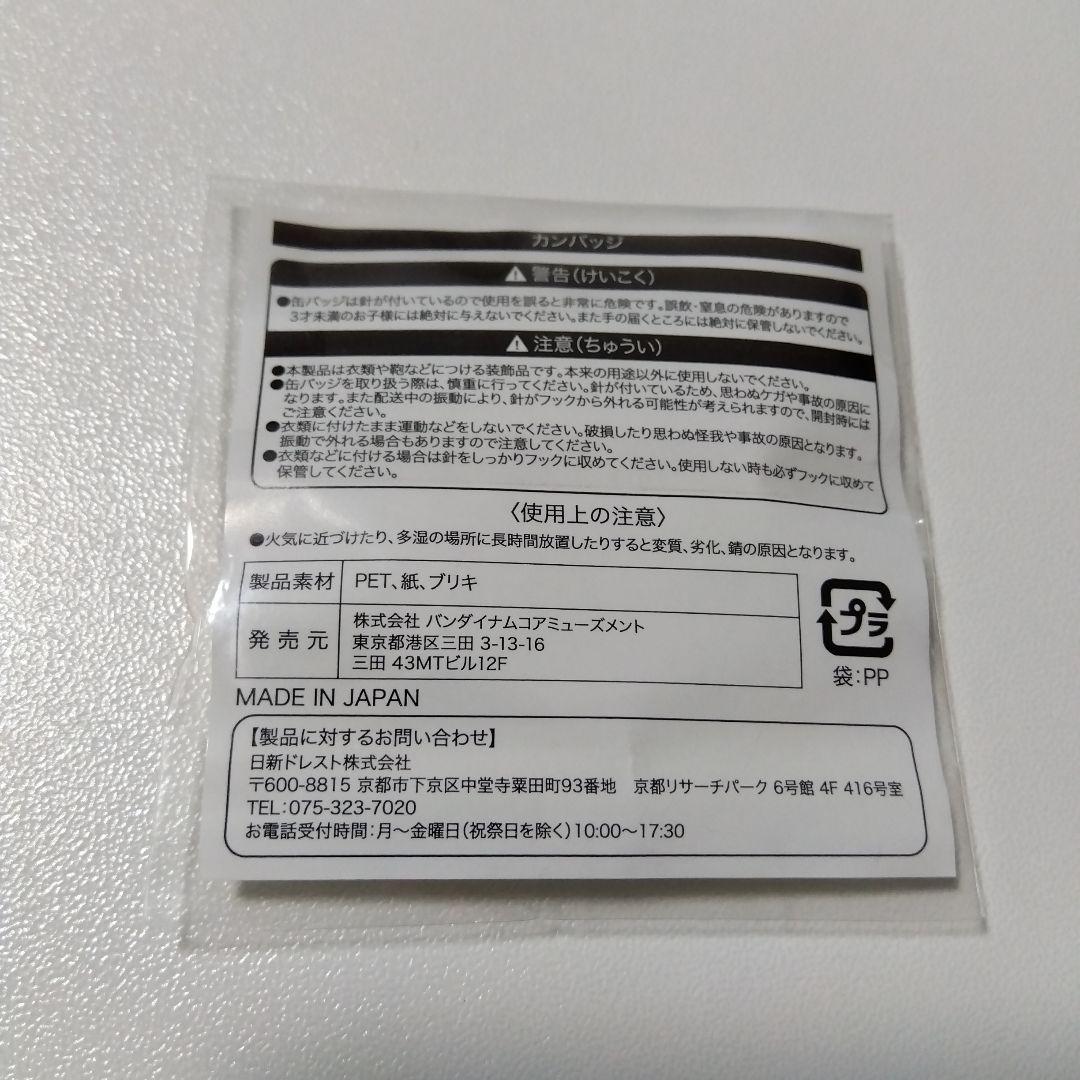 カンバッジ
警告(けいこく)
●缶バッジは針が付いているので使用を誤ると非常に危険です。誤飲・窒息の危険がありますので
3才未満のお子様には絶対に与えないでください。また手の届くところには絶対に保管しないでください。
注意(ちゅうい)
●本製品は衣類や鞄などにつける装飾品です。本来の用途以外に使用しないでください。
●缶バッジを取り扱う際は、慎重に行ってください。針が付いているため、思わぬケガや事故の原因に
なります。また配送中の振動により、針がフックから外れる可能性が考えられますので、開封時には
ご注意ください。
●衣類に付けたまま運動などをしないでください。破損したり思わぬ怪我や事故の原因となります。
振動で外れる場合もありますので注意してください。
●衣類などに付ける場合は針をしっかりフックに収めてください。使用しない時も必ずフックに収めて
保管してください。
〈使用上の注意〉
●火気に近づけたり、多湿の場所に長時間放置したりすると変質、劣化、錆の原因となります。
製品素材 PET、紙、ブリキ
発売元 株式会社 バンダイナムコアミューズメント
東京都港区三田 3-13-16
三田 43MTビル12F
プラ
袋:PP
MADE IN JAPAN
【製品に対するお問い合わせ】
日新ドレスト株式会社
〒600-8815 京都市下京区中堂寺粟田町93番地 京都リサーチパーク 6号館 4F 416号室
TEL:075-323-7020
お電話受付時間:月～金曜日(祝祭日を除く)10:00～17:30